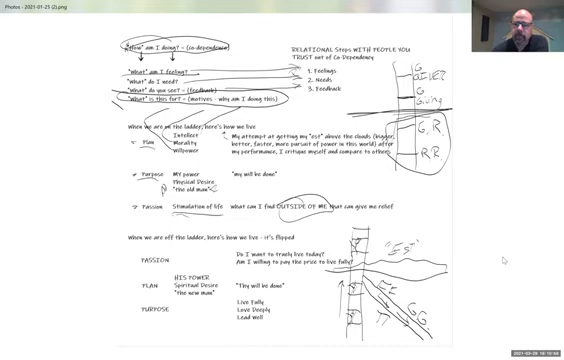 Photos - 2021-01-25 (2).png
"How" am I doing? - (co-dependence)
RELATIONAL Steps WITH PEOPLE YOU
TRUST out of Co-Dependency
"What" am I feeling?
1. Feelings
"What" do I need?
2. Needs
"What" do you see? - (feedback)
3. Feedback
"What" is this for? - (motives - why am I doing this)
G
GIVER?
G
Giving
G.R.
R.R.
When we are on the ladder, here's how we live
Intellect
Plan
Morality
Willpower
My attempt at getting my "est" above the clouds (bigger,
better, faster, more pursuit of power in this world) after
my performance, I critique myself and compare to others
Purpose
MY power
"my will be done"
Physical Desire
"the old man"
Passion
Stimulation of life
what can I find OUTSIDE OF ME that can give me relief
When we are off the ladder, here's how we live - it's flipped
PASSION
Do I want to truely live today?
Am I willing to pay the price to live fully?
"Est"
HIS POWER
PLAN
Spiritual Desire
"Thy will be done"
"the new man"
Live Fully
PURPOSE
Love Deeply
Lead Well
GG